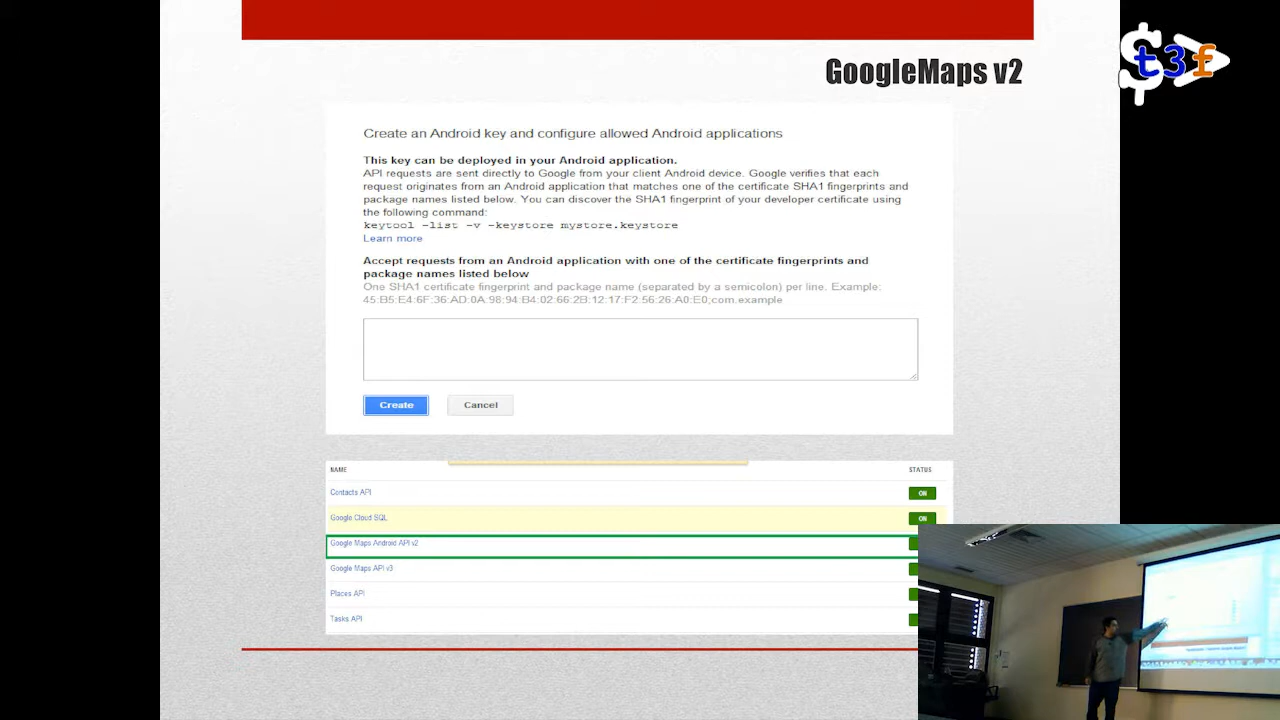 GoogleMaps v2
$t3f
Create an Android key and configure allowed Android applications
This key can be deployed in your Android application.
API requests are sent directly to Google from your client Android device. Google verifies that each
request originates from an Android application that matches one of the certificate SHA1 fingerprints and
package names listed below. You can discover the SHA1 fingerprint of your developer certificate using
the following command:
keytool -list -v -keystore mystore.keystore
Learn more
Accept requests from an Android application with one of the certificate fingerprints and
package names listed below
One SHA1 certificate fingerprint and package name (separated by a semicolon) per line. Example:
45:B5:E4:6F:36:AD:0A:98:94:B4:02:66:2B:12:17:F2:56:26:A0:E0;com.example
Create Cancel
NAME STATUS
Contacts API ON
Google Cloud SQL ON
Google Maps Android API v2
Google Maps API v3
Places API
Tasks API